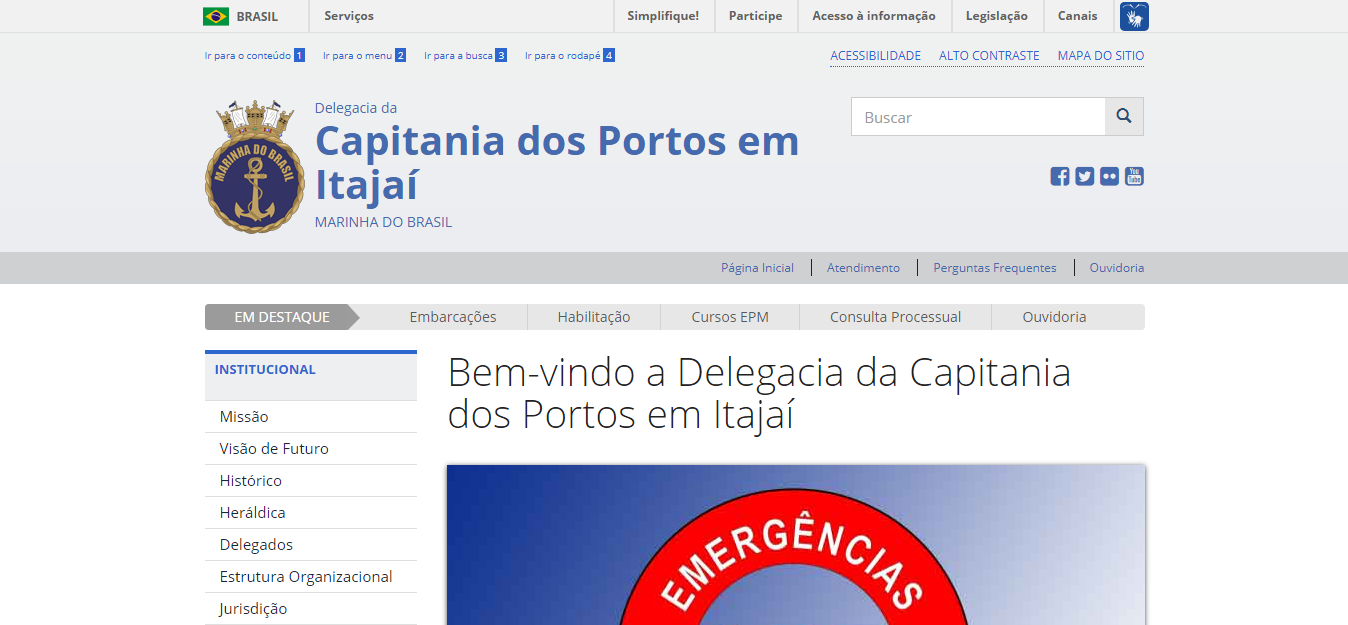 BRASIL
Serviços
Simplifique!
Participe
Acesso à informação
Legislação
Canais
Ir para o conteúdo 1
Ir para o menu 2
Ir para a busca 3
Ir para o rodapé 4
ACESSIBILIDADE
ALTO CONTRASTE
MAPA DO SITIO
MARINHA DO BRASIL
Delegacia da
Capitania dos Portos em
Itajaí
MARINHA DO BRASIL
Buscar
You
Tube
Página Inicial
Atendimento
Perguntas Frequentes
Ouvidoria
EM DESTAQUE
Embarcações
Habilitação
Cursos EPM
Consulta Processual
Ouvidoria
INSTITUCIONAL
Missão
Visão de Futuro
Histórico
Heráldica
Delegados
Estrutura Organizacional
Jurisdição
Bem-vindo a Delegacia da Capitania
dos Portos em Itajaí
EMERGÊNCIAS